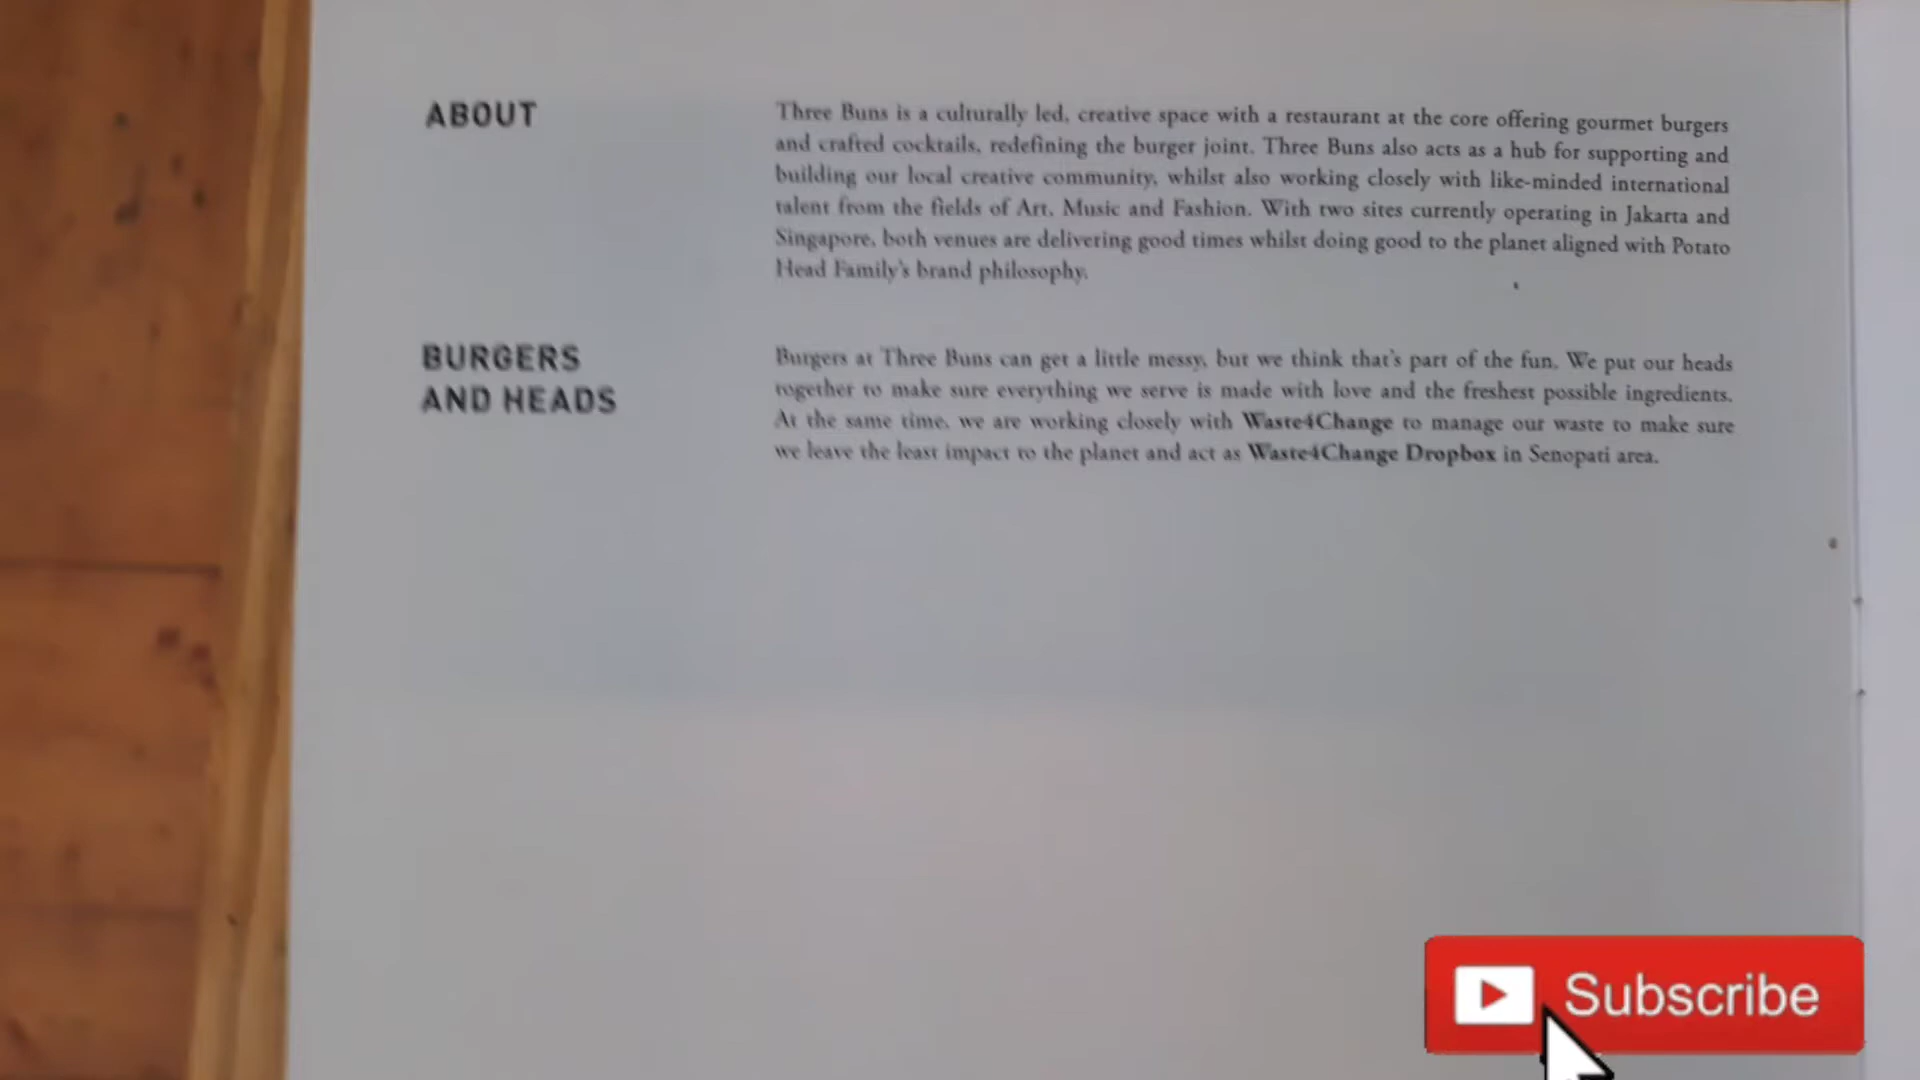 ABOUT
Three Buns is a culturally led, creative space with a restaurant at the core offering gourmet burgers
and crafted cocktails, redefining the burger joint. Three Buns also acts as a hub for supporting and
building our local creative community, whilst also working closely with like-minded international
talent from the fields of Art, Music and Fashion. With two sites currently operating in Jakarta and
Singapore, both venues are delivering good times whilst doing good to the planet aligned with Potato
Head Family's brand philosophy.
BURGERS
AND HEADS
Burgers at Three Buns can get a little messy, but we think that's part of the fun. We put our heads
together to make sure everything we serve is made with love and the freshest possible ingredients.
At the same time, we are working closely with Waste4Change to manage our waste to make sure
we leave the least impact to the planet and act as Waste4Change Dropbox in Senopati area.
Subscribe